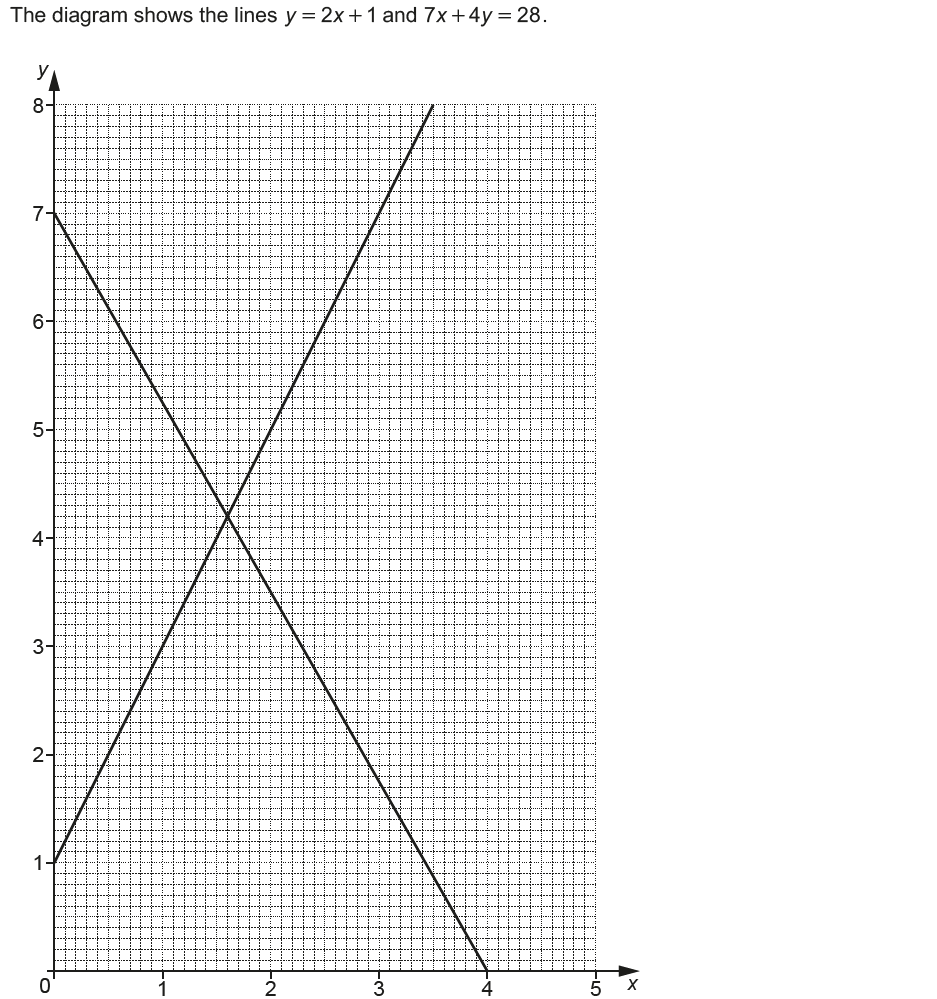 The diagram shows the lines y = 2x + 1 and 7x + 4y = 28.
y
8
7
6
5
4
3
2
1
0 1 2 3 4 5 x